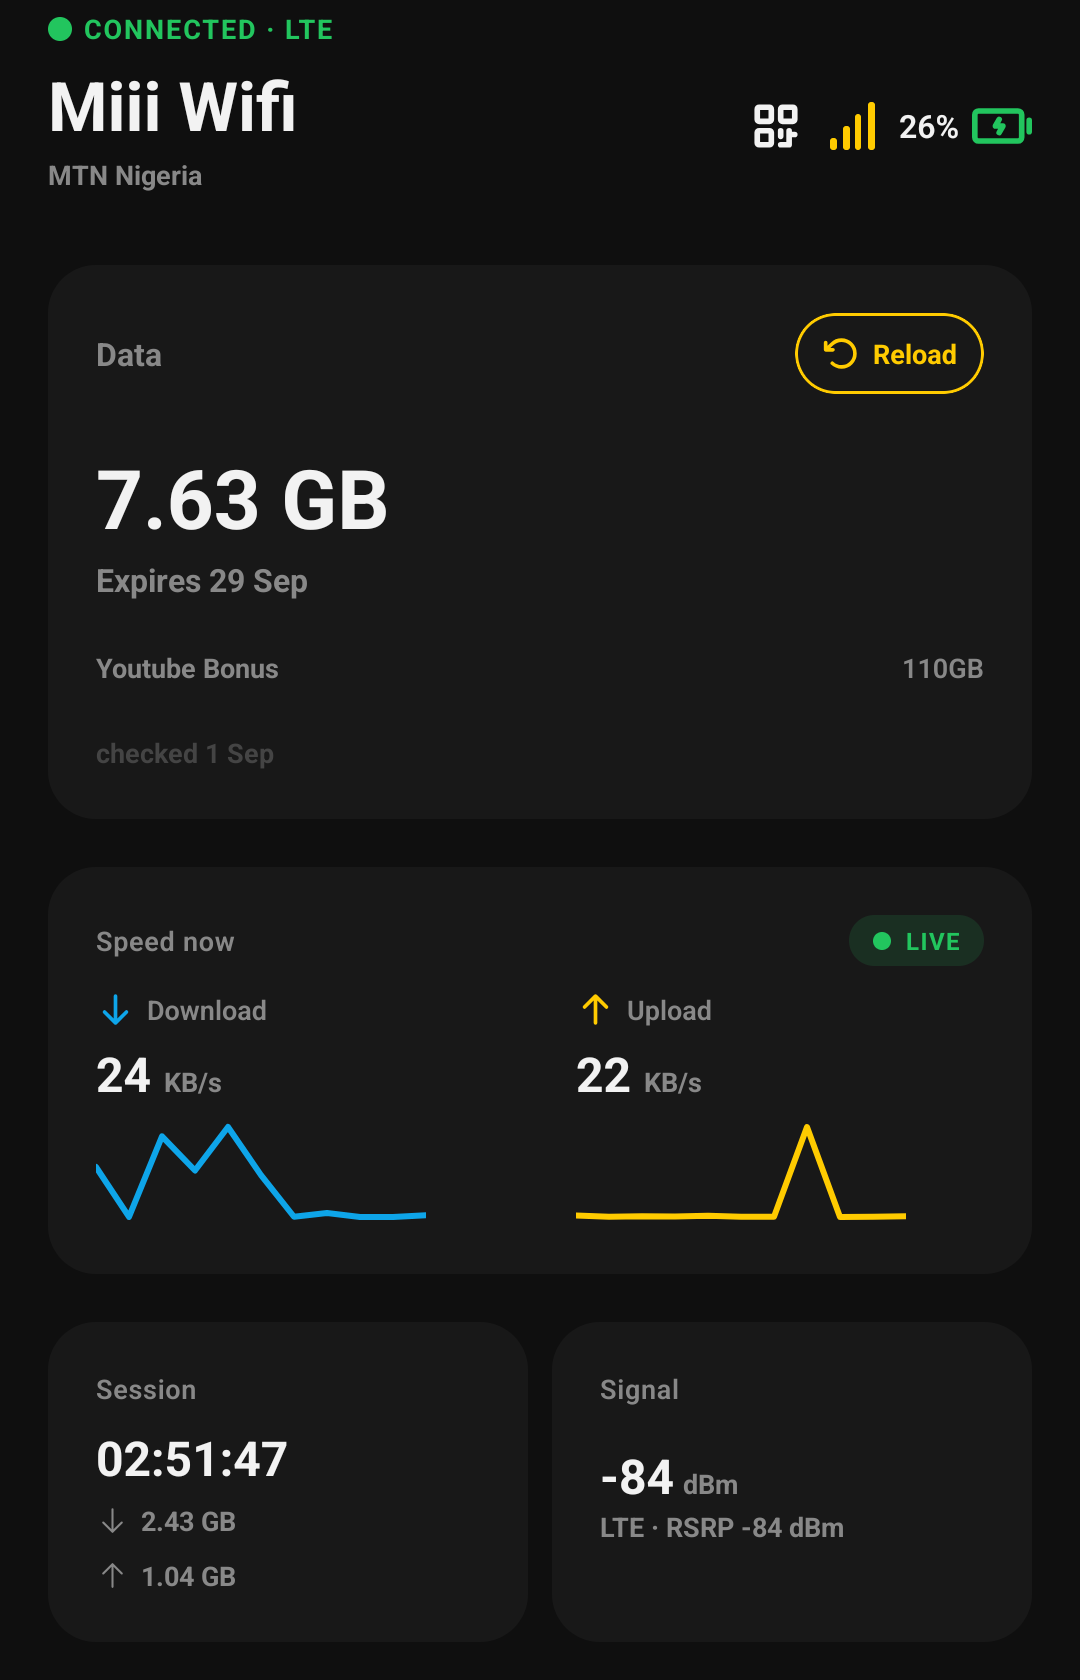 CONNECTED · LTE
Miii Wifi
MTN Nigeria
26%
Data
Reload
7.63 GB
Expires 29 Sep
Youtube Bonus 110GB
checked 1 Sep
Speed now
LIVE
Download
Upload
24 KB/s
22 KB/s
Session
02:51:47
2.43 GB
1.04 GB
Signal
-84 dBm
LTE · RSRP -84 dBm